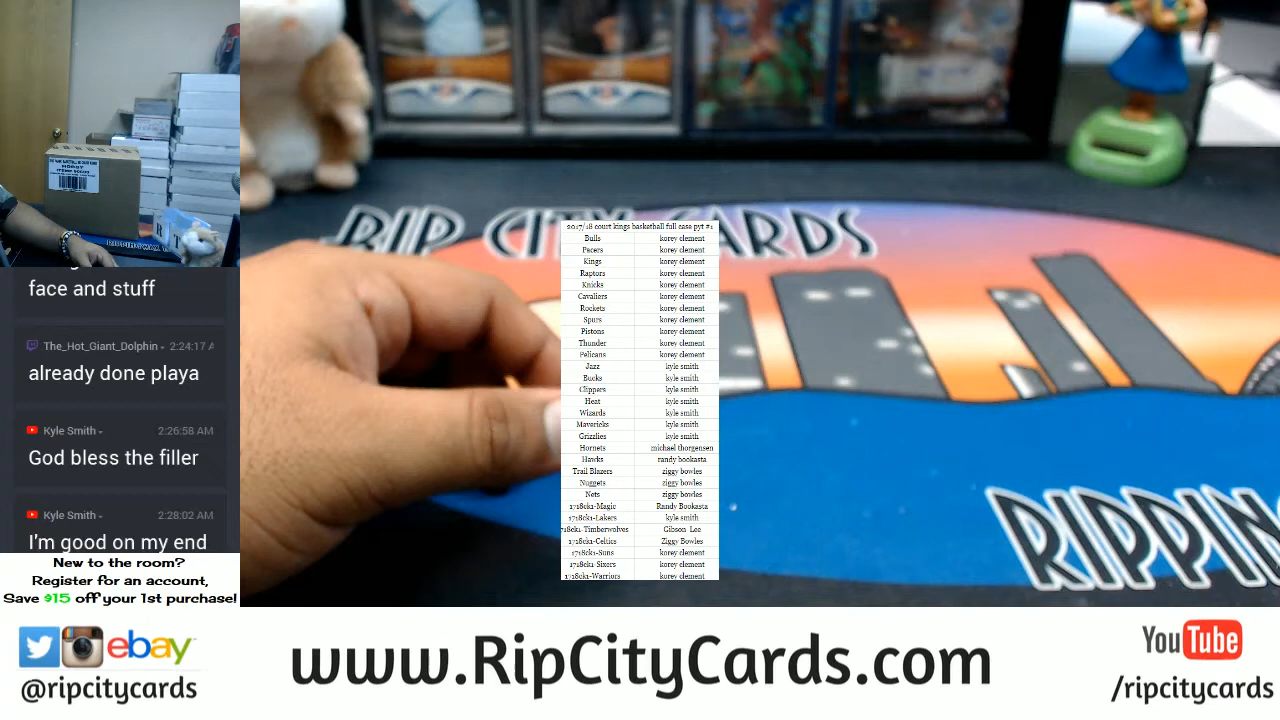 face and stuff
The_Hot_Giant_Dolphin
2:24:17 A
already done playa
Kyle Smith
2:26:58 AM
God bless the filler
Kyle Smith
2:28:02 AM
I'm good on my end
New to the room?
Register for an account,
Save $15 off your 1st purchase!
RIP CITY CARDS
2017/18 court kings basketball full case pyt #1
Bulls korey clement
Pacers korey clement
Kings korey clement
Raptors korey clement
Knicks korey clement
Cavaliers korey clement
Rockets korey clement
Spurs korey clement
Pistons korey clement
Thunder korey clement
Pelicans korey clement
Jazz kyle smith
Bucks kyle smith
Clippers kyle smith
Heat kyle smith
Wizards kyle smith
Mavericks kyle smith
Grizzlies kyle smith
Hornets michael thorgensen
Hawks randy bookasta
Trail Blazers ziggy bowles
Nuggets ziggy bowles
Nets ziggy bowles
1718ck1-Magic Randy Bookasta
1718ck1-Lakers kyle smith
718ck1-Timberwolves Gibson Lee
1718ck1-Celtics Ziggy Bowles
1718ck1-Suns korey clement
1718ck1-Sixers korey clement
1718ck1-Warriors korey clement
RIPPIN
ebay
@ripcitycards
www.RipCityCards.com
YouTube
/ripcitycards